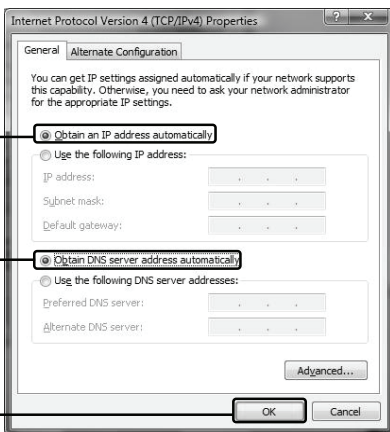 Internet Protocol Version 4 (TCP/IPv4) Properties
General
Alternate Configuration
You can get IP settings assigned automatically if your network supports
this capability. Otherwise, you need to ask your network administrator
for the appropriate IP settings.
Obtain an IP address automatically
Use the following IP address:
IP address:
Subnet mask:
Default gateway:
Obtain DNS server address automatically
Use the following DNS server addresses:
Preferred DNS server:
Alternate DNS server:
Advanced...
OK
Cancel